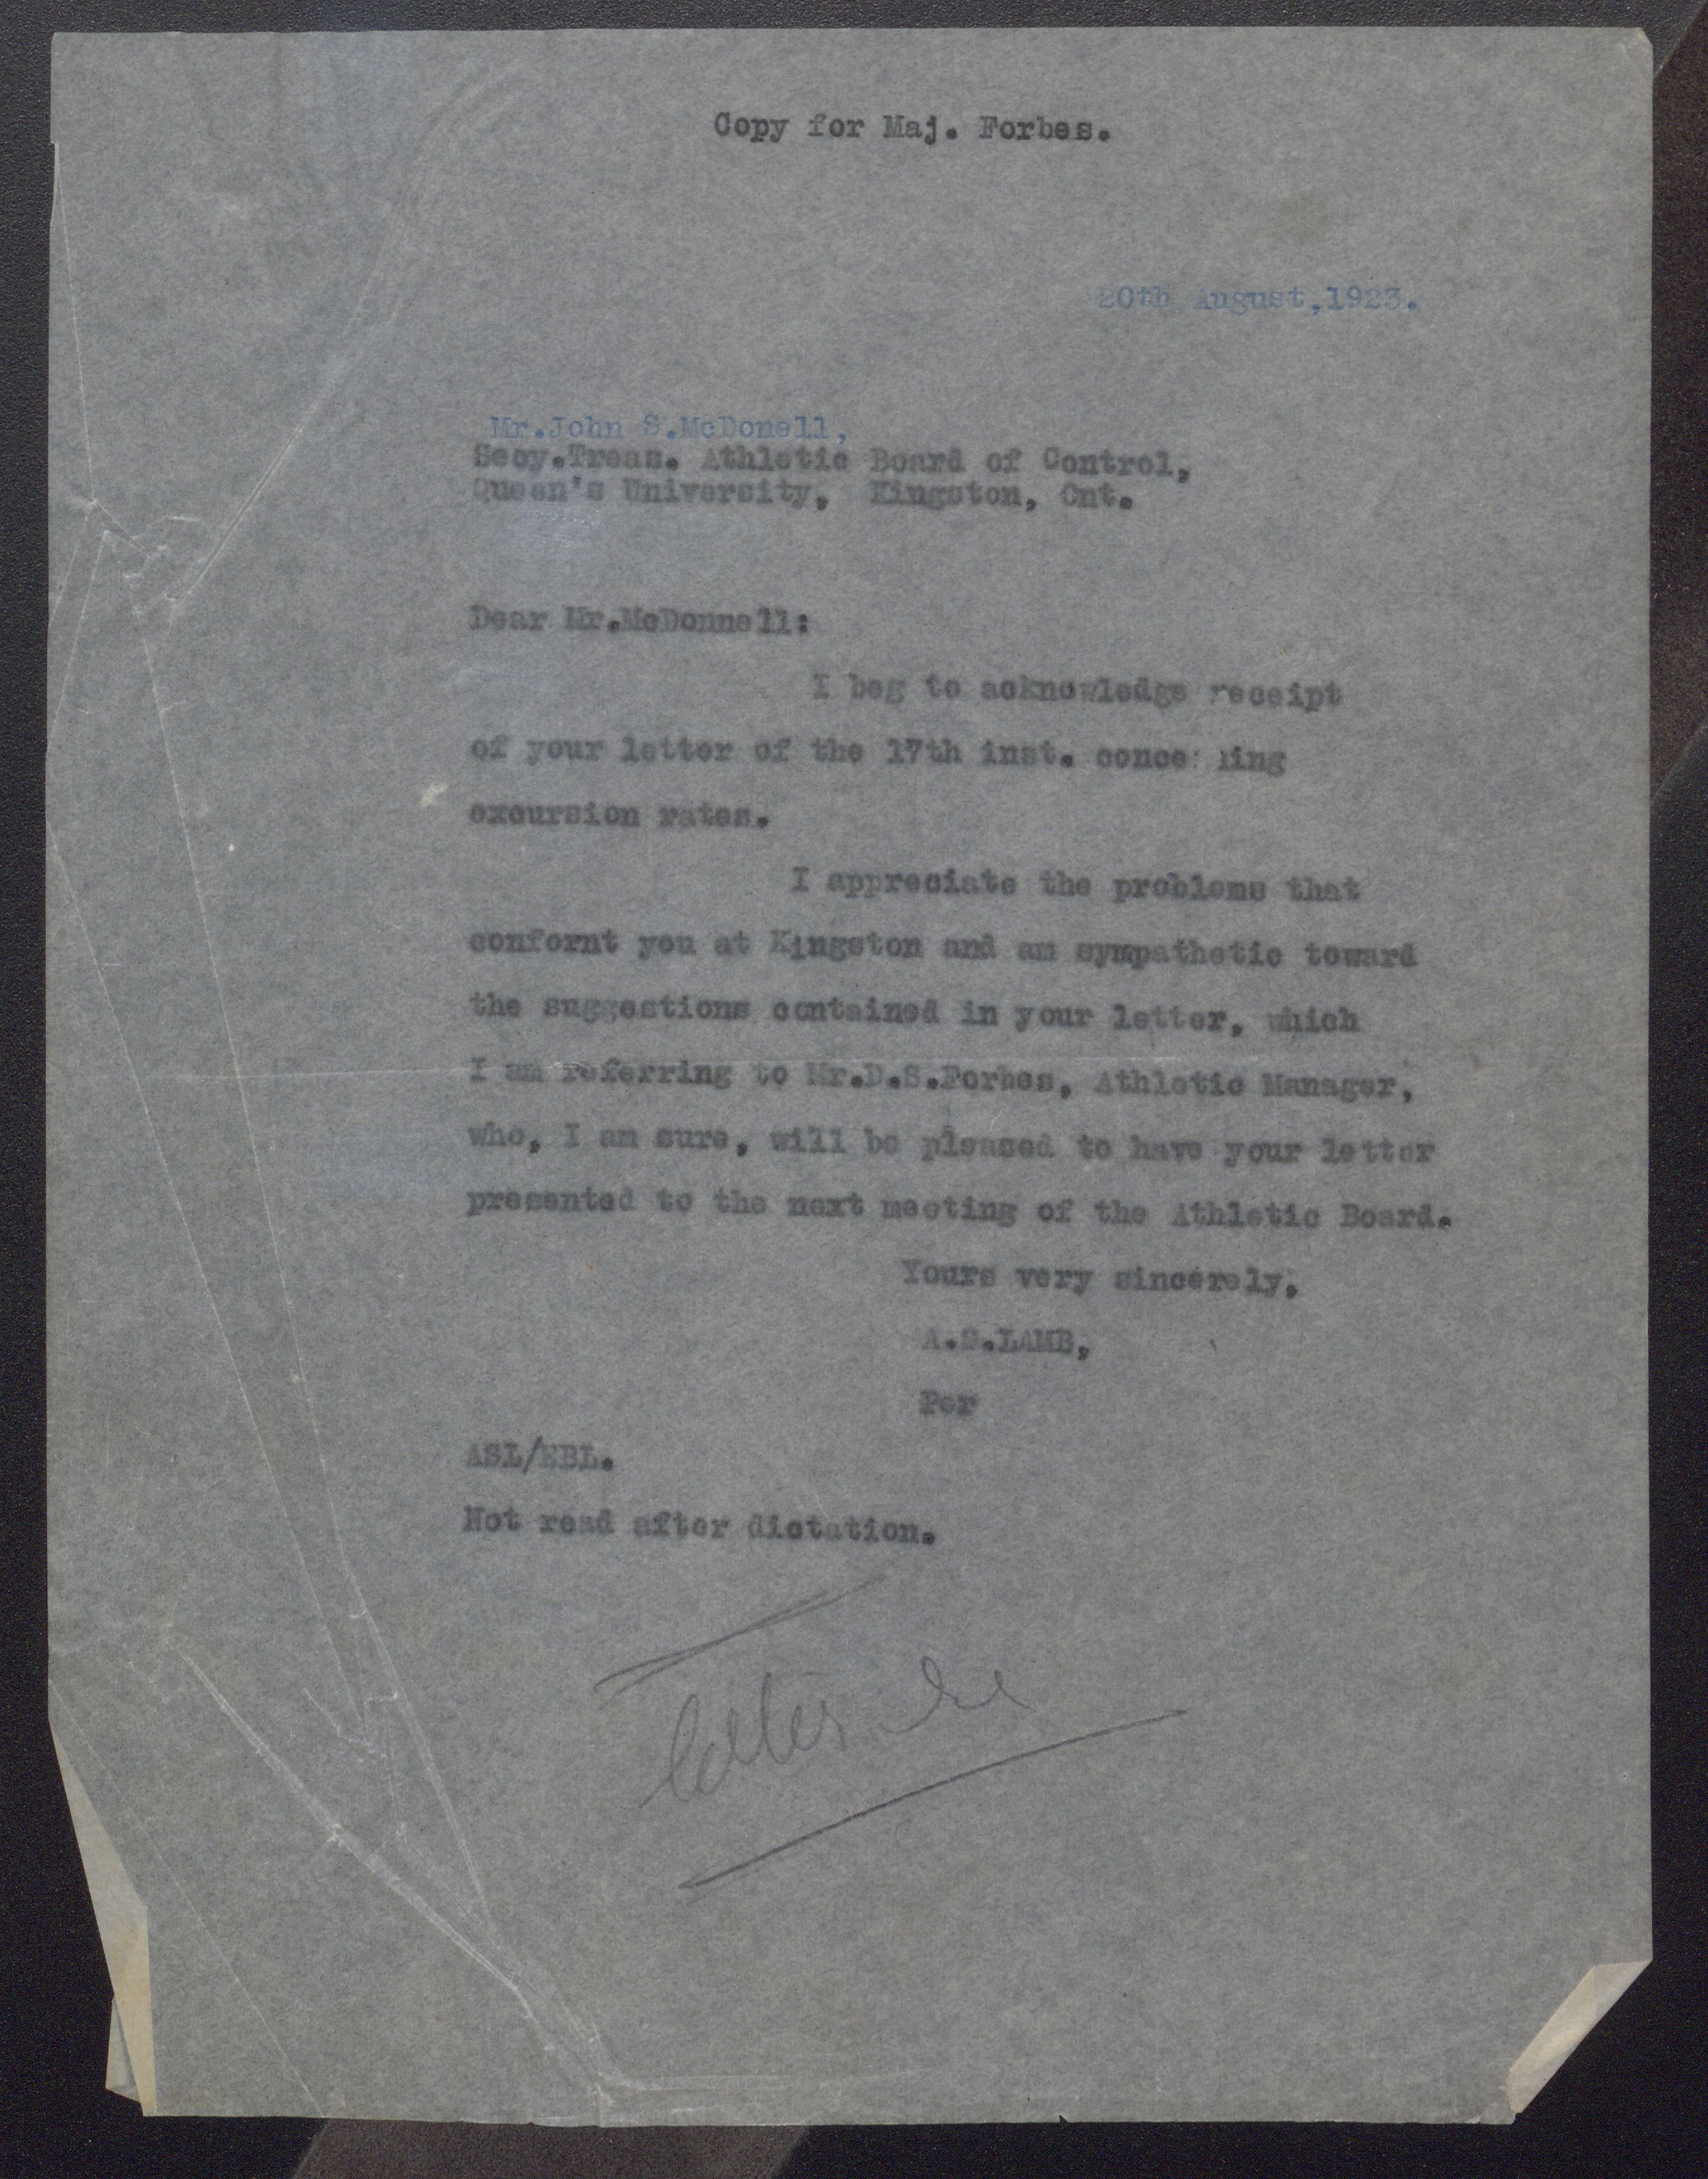 Copy for Maj. Forbes.
20th August,1923.
Mr.John S.McDonell,
Secy.Treas. Athletic Board of Control,
Queen's University, Kingston, Ont.
Dear Mr.McDonnell:
I beg to acknowledge receipt
of your letter of the 17th inst. conce ning
excursion rates.
I appreciate the problems that
confornt you at Kingston and am sympathetic toward
the suggestions contained in your letter, which
I am referring to Mr.D.S.Forbes, Athletic Manager,
who, I am sure, will be pleased to have your letter
presented to the next meeting of the Athletic Board.
Yours very sincerely,
A.S.LAMB,
Per
ASL/EBL.
Not read after dictation.